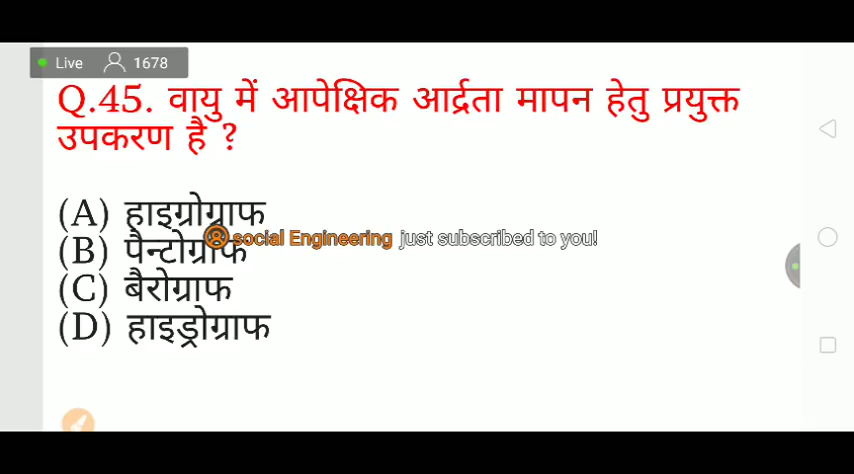 Live 1678
Q.45. वायु में आपेक्षिक आर्द्रता मापन हेतु प्रयुक्त
उपकरण है ?
(A) हाइग्रोग्राफ
social Engineering just subscribed to you!
(B) पैन्टोग्राफ
(C) बैरोग्राफ
(D) हाइड्रोग्राफ